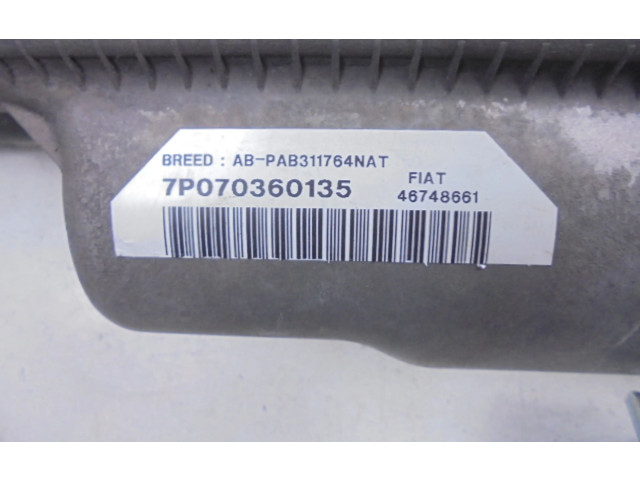 BREED : AB-PAB311764NAT
7P070360135
FIAT
46748661